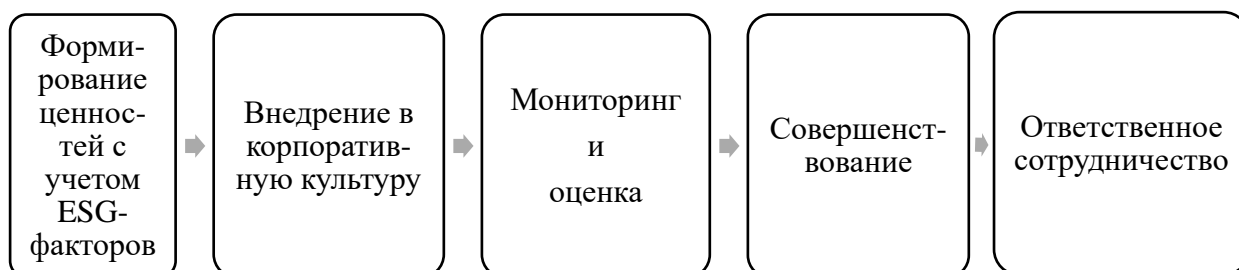 Форми-
рование
ценнос-
тей с
учетом
ESG-
факторов
Внедрение в
корпоратив-
ную культуру
Мониторинг
и
оценка
Совершенст-
вование
Ответственное
сотрудничество